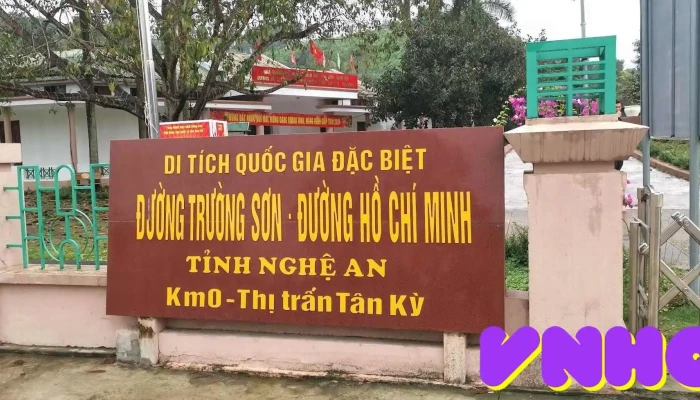 DI TÍCH QUỐC GIA ĐẶC BIỆT
ĐƯỜNG TRƯỜNG SƠN - ĐƯỜNG HỒ CHÍ MINH
TỈNH NGHỆ AN
Km0 - Thị trấn Tân Kỳ